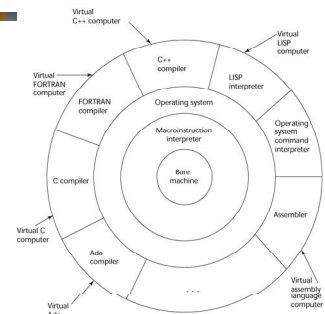 Virtual
C++ computer
Virtual
LISP
computer
C++
compiler
LISP
interpreter
Virtual
FORTRAN
computer
FORTRAN
compiler
Operating system
Operating
system
command
interpreter
Macroinstruction
interpreter
Bare
machine
C compiler
Assembler
Virtual C
computer
Ada
compiler
. . .
Virtual
assembly
language
computer
Virtual